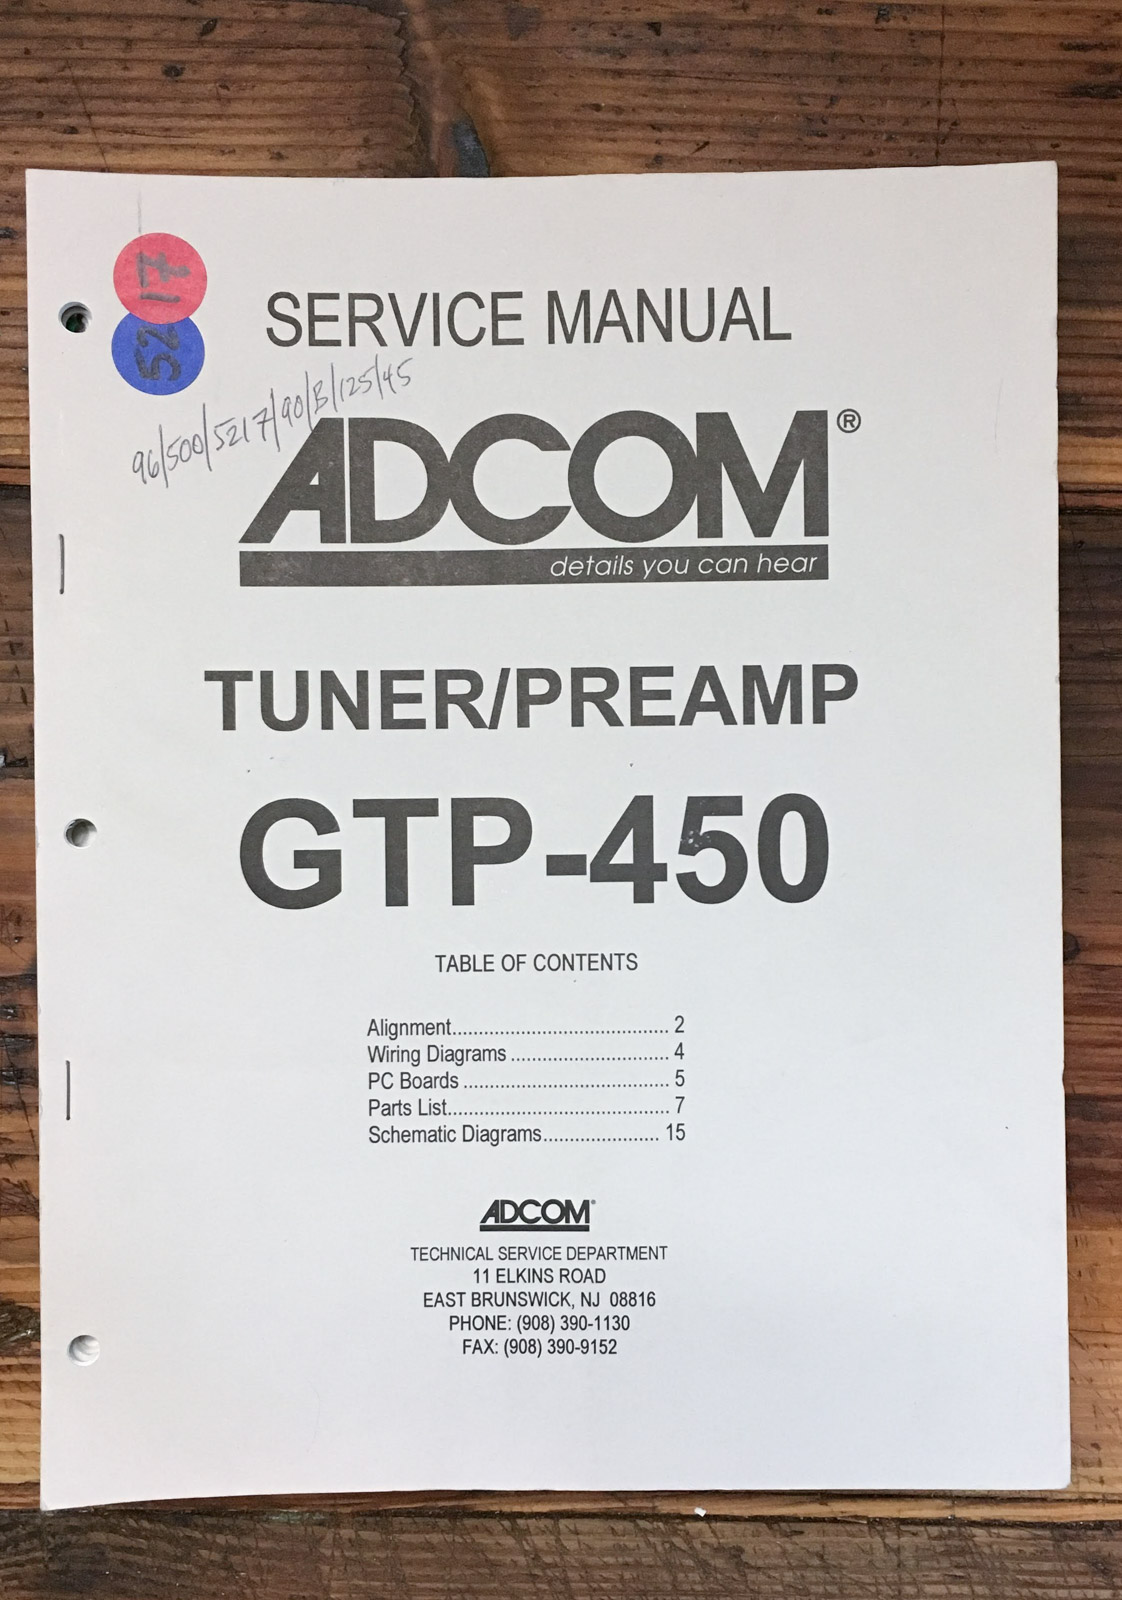 SERVICE MANUAL
17
52
96/500/5217/90/B/125/45
ADCOM®
details you can hear
TUNER/PREAMP
GTP-450
TABLE OF CONTENTS
Alignment........................................ 2
Wiring Diagrams ............................. 4
PC Boards ...................................... 5
Parts List......................................... 7
Schematic Diagrams...................... 15
ADCOM®
TECHNICAL SERVICE DEPARTMENT
11 ELKINS ROAD
EAST BRUNSWICK, NJ 08816
PHONE: (908) 390-1130
FAX: (908) 390-9152